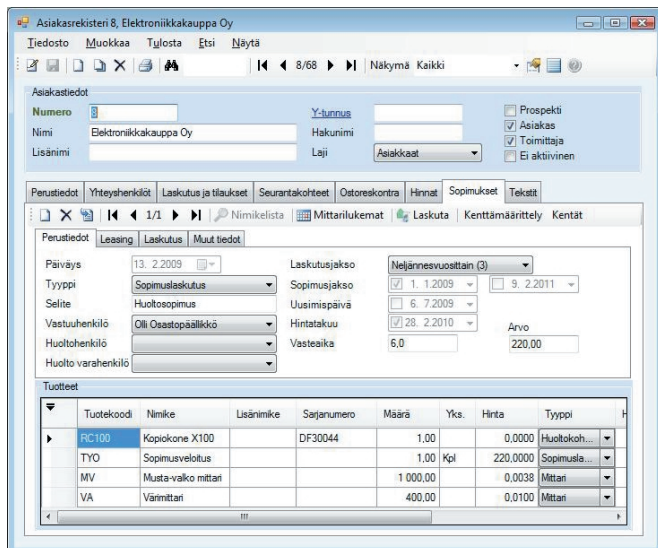 Asiakasrekisteri 8, Elektroniikkakauppa Oy
Tiedosto Muokkaa Tulosta Etsi Näytä
8/68 Näkymä Kaikki
Asiakastiedot
Numero 8 Y-tunnus Prospekti
Nimi Elektroniikkakauppa Oy Hakunimi Asiakas
Toimittaja
Lisänimi Laji Asiakkaat Ei aktiivinen
Perustiedot Yhteyshenkilöt Laskutus ja tilaukset Seurantakohteet Ostoreskontra Hinnat Sopimukset Tekstit
1/1 Nimikelista Mittarilukemat Laskuta Kenttämäärittely Kentät
Perustiedot Leasing Laskutus Muut tiedot
Päiväys 13. 2.2009 Laskutusjakso Neljännesvuosittain (3)
Tyyppi Sopimuslaskutus Sopimusjakso 1. 1.2009 9. 2.2011
Selite Huoltosopimus Uusimispäivä 6. 7.2009
Vastuuhenkilö Olli Osastopäällikkö Hintatakuu 28. 2.2010 Arvo
Huoltohenkilö Vasteaika 6,0 220,00
Huolto varahenkilö
Tuotteet
Tuotekoodi Nimike Lisänimike Sarjanumero Määrä Yks. Hinta Tyyppi H
RC100 Kopiokone X100 DF30044 1,00 0,0000 Huoltokoh...
TYO Sopimusveloitus 1,00 Kpl 220,0000 Sopimusla...
MV Musta-valko mittari 1 000,00 0,0038 Mittari
VA Värimittari 400,00 0,0100 Mittari